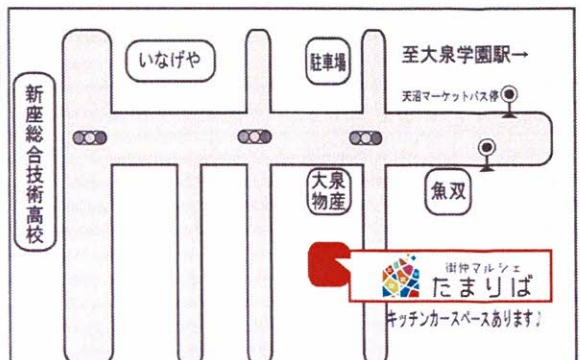 いなげや
駐車場
至大泉学園駅→
天沼マーケットバス停
新座総合技術高校
大泉
物産
魚双
街仲マルシェ
たまりば
キッチンカースペースあります♪